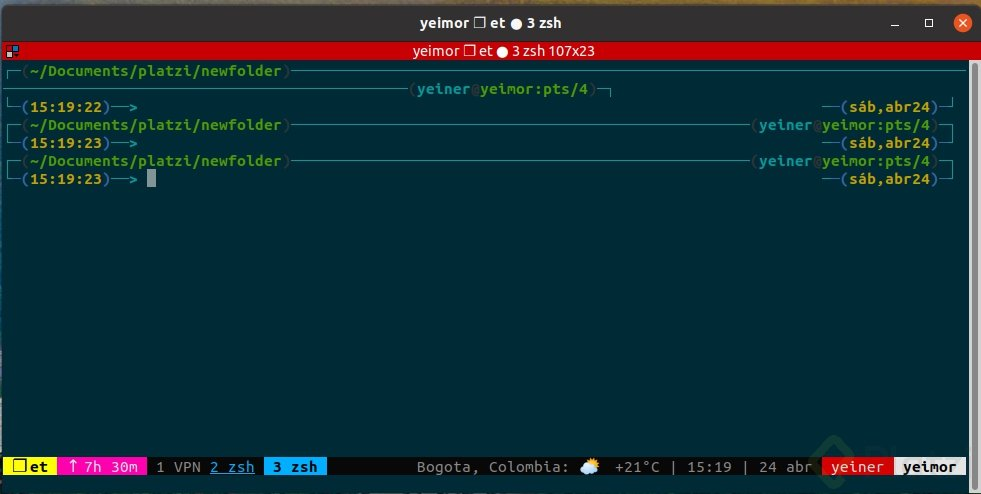 yeimor ❐ et ● 3 zsh
yeimor ❐ et ● 3 zsh 107x23
(~/Documents/platzi/newfolder)
(yeiner@yeimor:pts/4)
(15:19:22)──> ──(sáb,abr24)
(~/Documents/platzi/newfolder) (yeiner@yeimor:pts/4)
(15:19:23)──> ──(sáb,abr24)
(~/Documents/platzi/newfolder) (yeiner@yeimor:pts/4)
(15:19:23)──> ──(sáb,abr24)
❐ et ↑ 7h 30m 1 VPN 2 zsh 3 zsh Bogota, Colombia: 🌦 +21°C | 15:19 | 24 abr yeiner yeimor